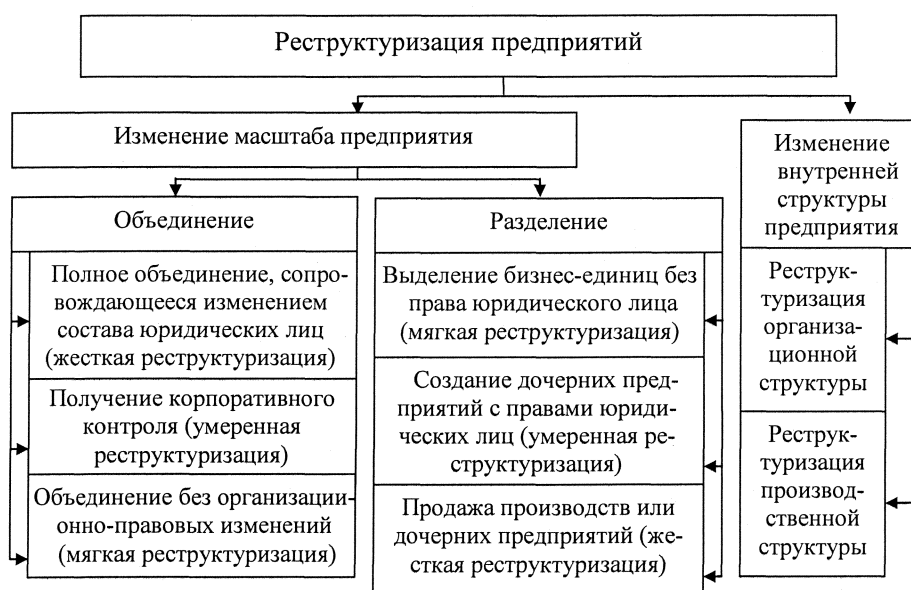 Реструктуризация предприятий
Изменение масштаба предприятия
Изменение
внутренней
структуры
предприятия
Объединение
Разделение
Полное объединение, сопро-
вождающееся изменением
состава юридических лиц
(жесткая реструктуризация)
Получение корпоративного
контроля (умеренная
реструктуризация)
Объединение без организаци-
онно-правовых изменений
(мягкая реструктуризация)
Выделение бизнес-единиц без
права юридического лица
(мягкая реструктуризация)
Создание дочерних пред-
приятий с правами юриди-
ческих лиц (умеренная ре-
структуризация)
Продажа производств или
дочерних предприятий (же-
сткая реструктуризация)
Реструк-
туризация
организа-
ционной
структуры
Реструк-
туризация
производ-
ственной
структуры